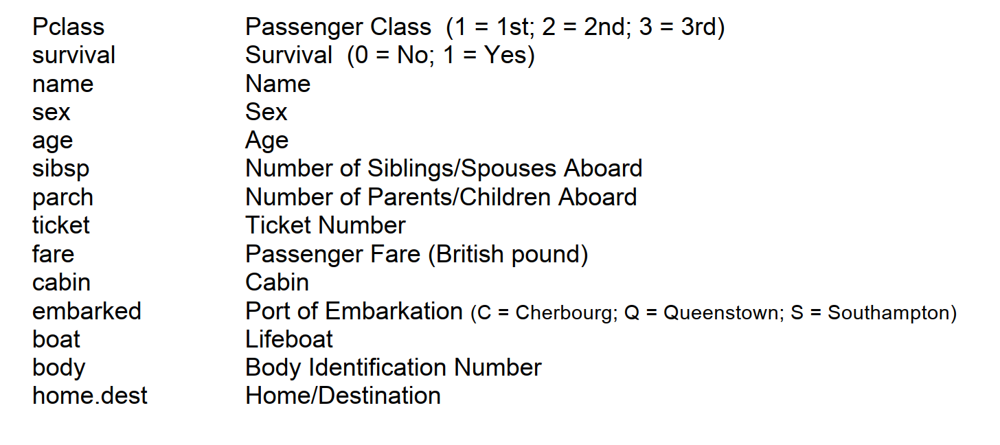 Pclass Passenger Class (1 = 1st; 2 = 2nd; 3 = 3rd)
survival Survival (0 = No; 1 = Yes)
name Name
sex Sex
age Age
sibsp Number of Siblings/Spouses Aboard
parch Number of Parents/Children Aboard
ticket Ticket Number
fare Passenger Fare (British pound)
cabin Cabin
embarked Port of Embarkation (C = Cherbourg; Q = Queenstown; S = Southampton)
boat Lifeboat
body Body Identification Number
home.dest Home/Destination